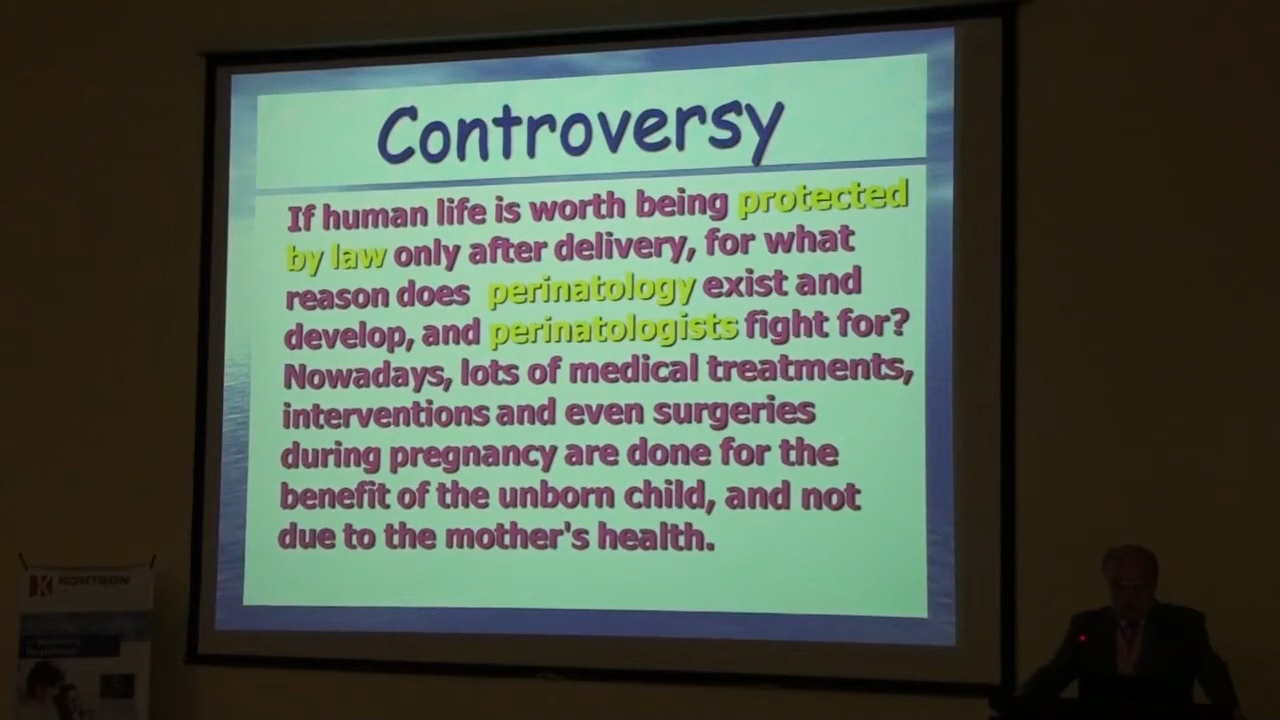 Controversy
If human life is worth being protected
by law only after delivery, for what
reason does perinatology exist and
develop, and perinatologists fight for?
Nowadays, lots of medical treatments,
interventions and even surgeries
during pregnancy are done for the
benefit of the unborn child, and not
due to the mother's health.
KOMTRON